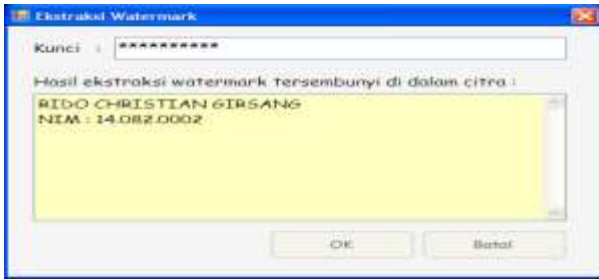 Ekstraksi Watermark
Kunci : **********
Hasil ekstraksi watermark tersembunyi di dalam citra :
RIDO CHRISTIAN GIRSANG
NIM : 14.082.0002
OK Batal